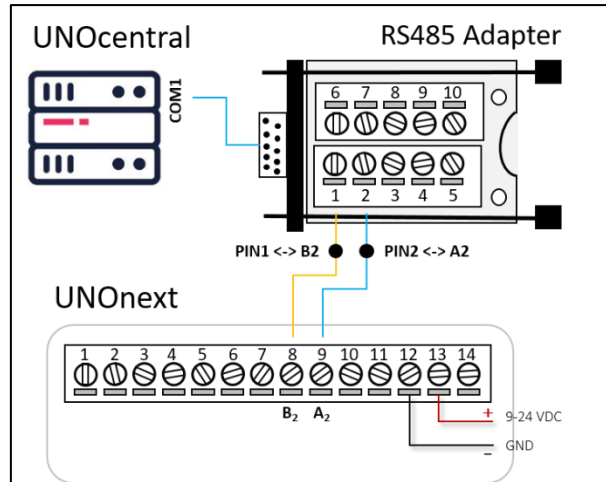 UNOcentral
RS485 Adapter
COM1
6 7 8 9 10
1 2 3 4 5
PIN1 <-> B2
PIN2 <-> A2
UNOnext
1 2 3 4 5 6 7 8 9 10 11 12 13 14
B₂ A₂
+ 9-24 VDC
− GND